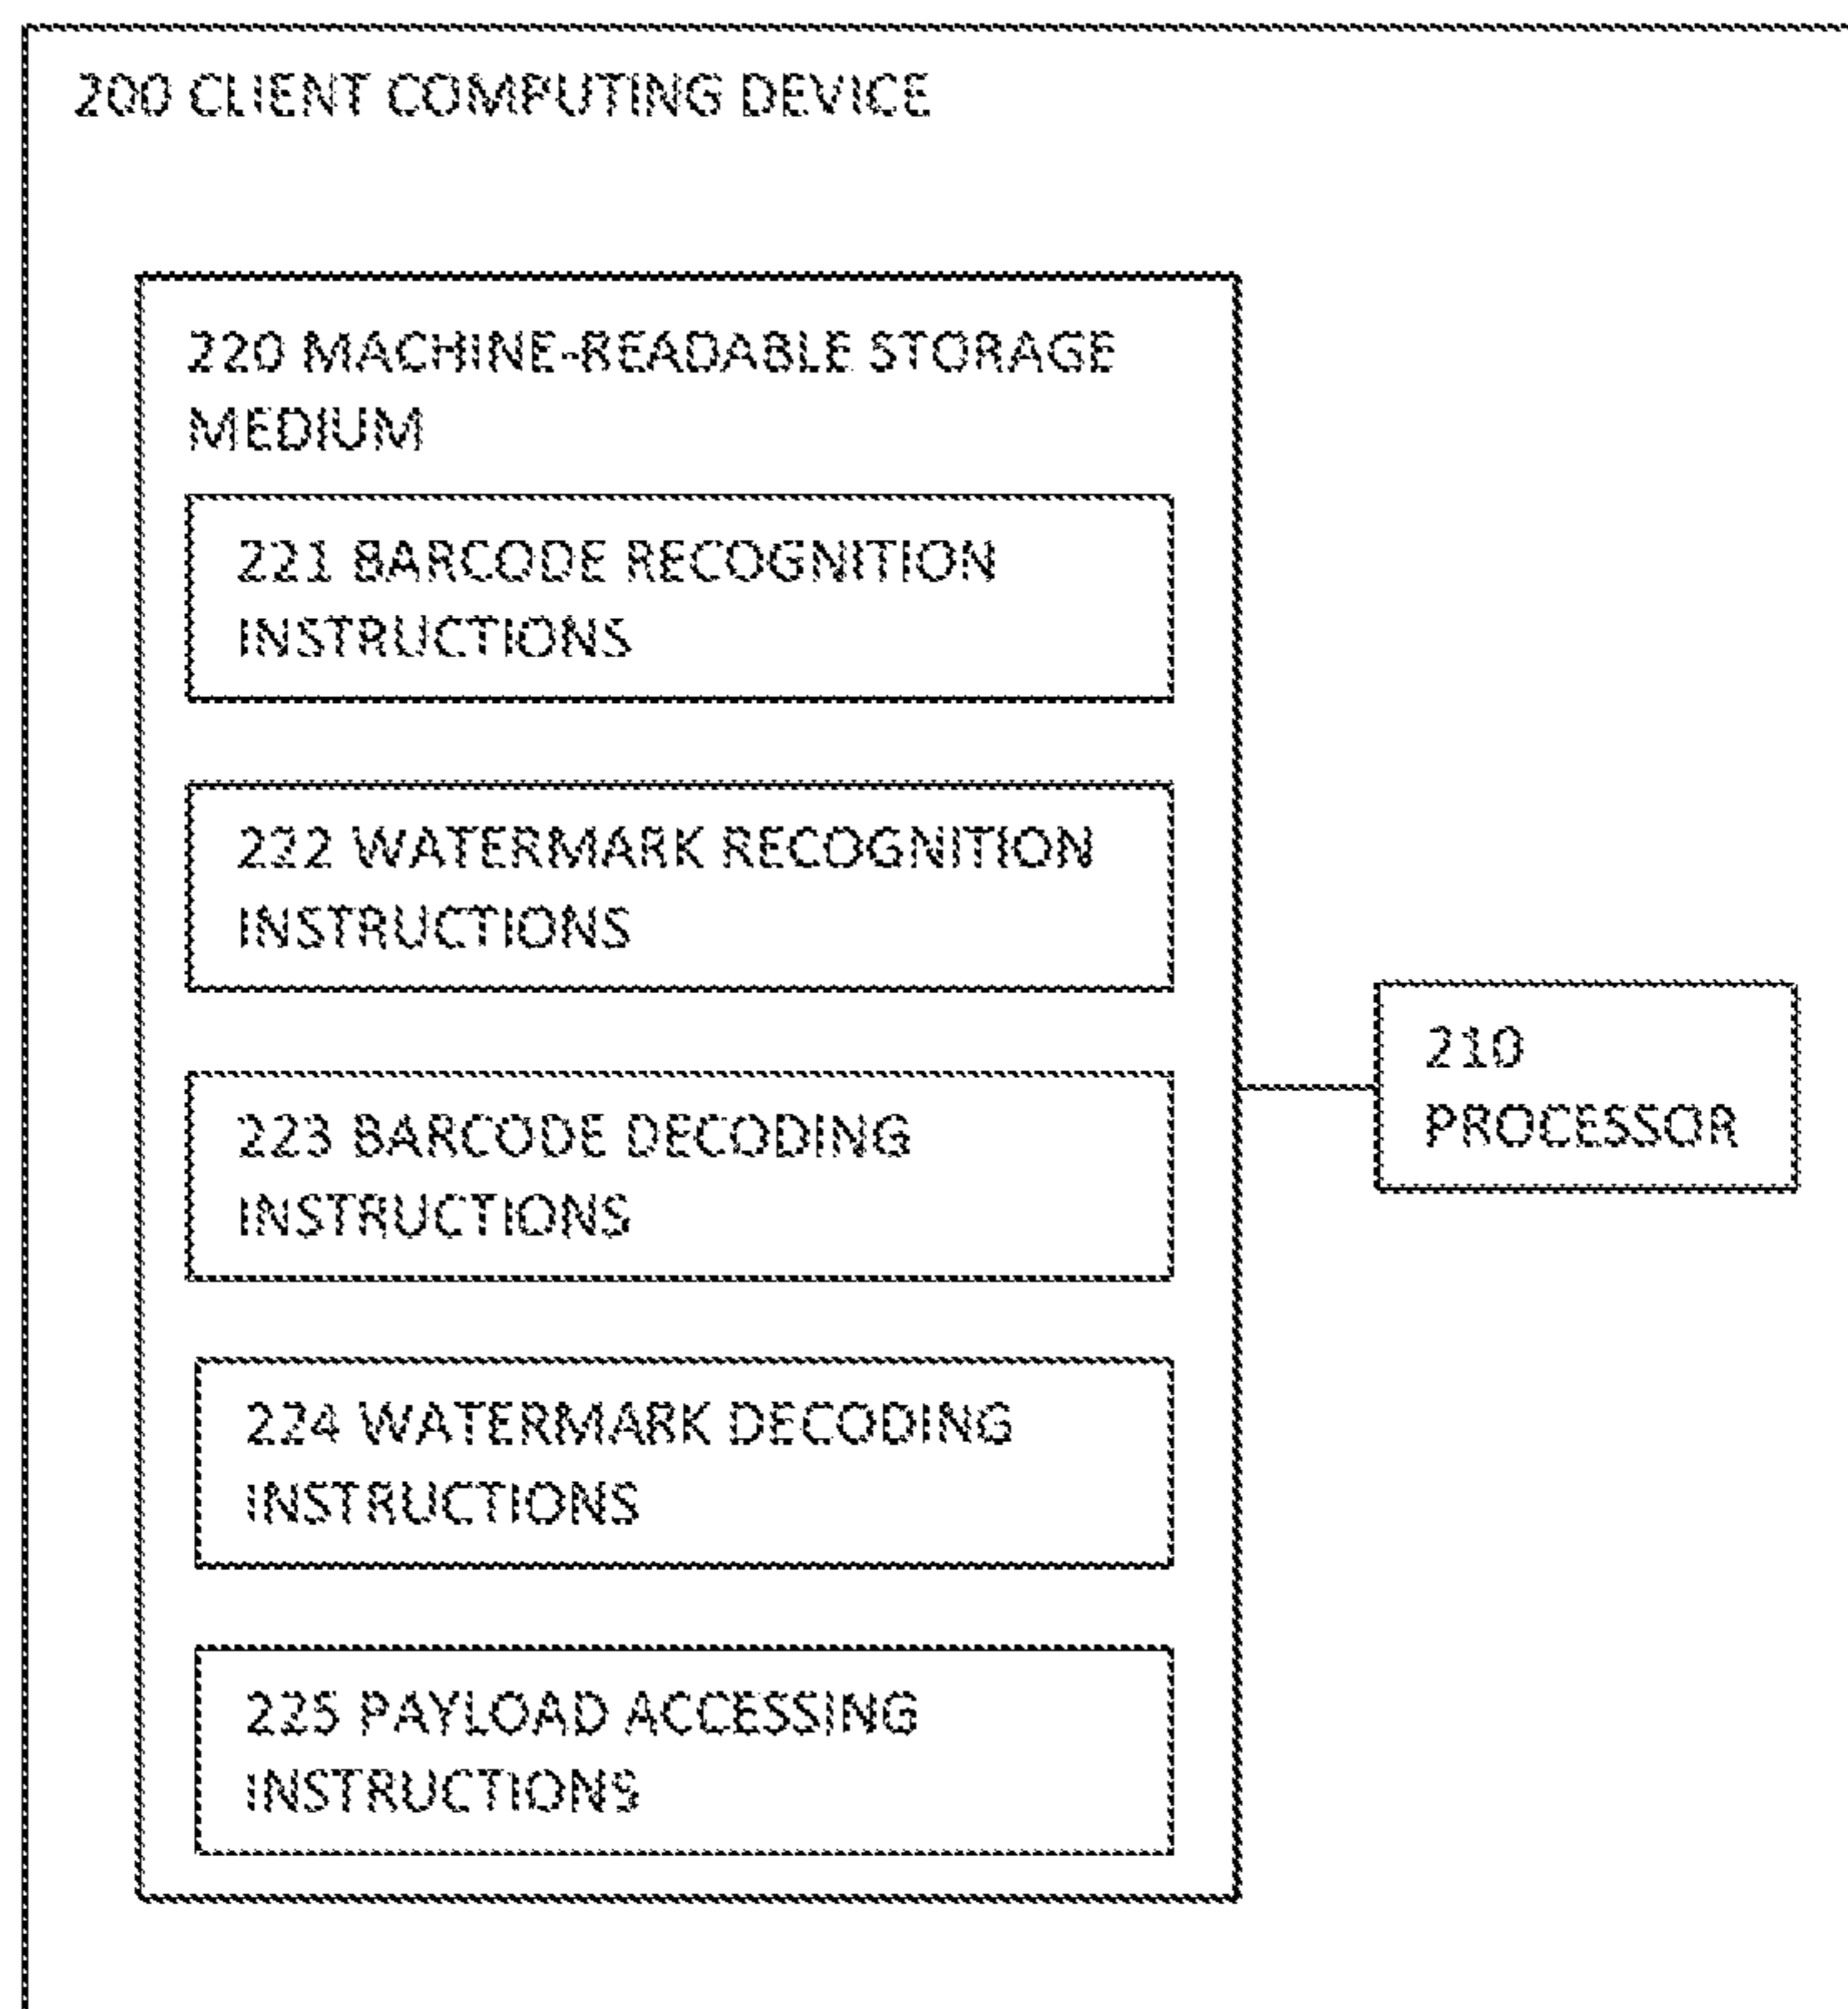 200 CLIENT COMPUTING DEVICE
220 MACHINE-READABLE STORAGE
MEDIUM
221 BARCODE RECOGNITION
INSTRUCTIONS
222 WATERMARK RECOGNITION
INSTRUCTIONS
223 BARCODE DECODING
INSTRUCTIONS
224 WATERMARK DECODING
INSTRUCTIONS
225 PAYLOAD ACCESSING
INSTRUCTIONS
210
PROCESSOR